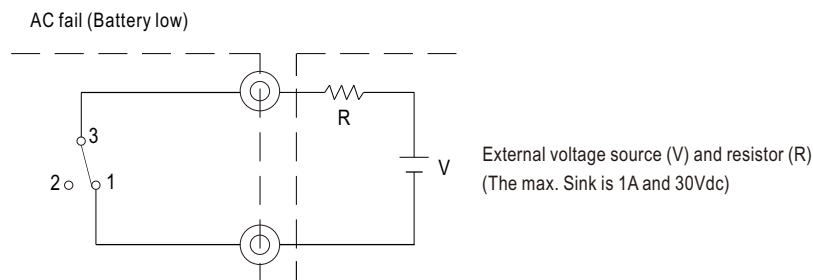 AC fail (Battery low)
R
3
V
2
1
External voltage source (V) and resistor (R)
(The max. Sink is 1A and 30Vdc)